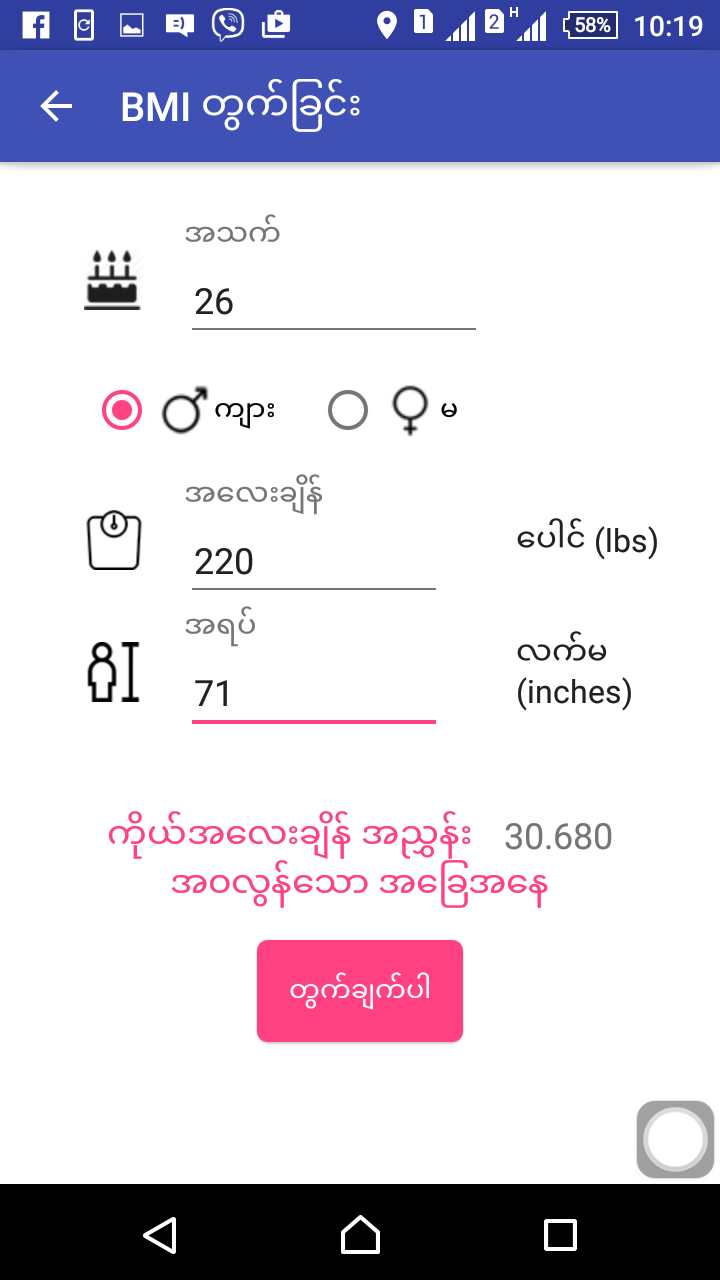 1 2 H 58% 10:19
BMI တွက်ခြင်း
အသက်
26
ကျား မ
အလေးချိန်
220 ပေါင် (lbs)
အရပ်
71 လက်မ
(inches)
ကိုယ်အလေးချိန် အညွှန်း 30.680
အဝလွန်သော အခြေအနေ
တွက်ချက်ပါ